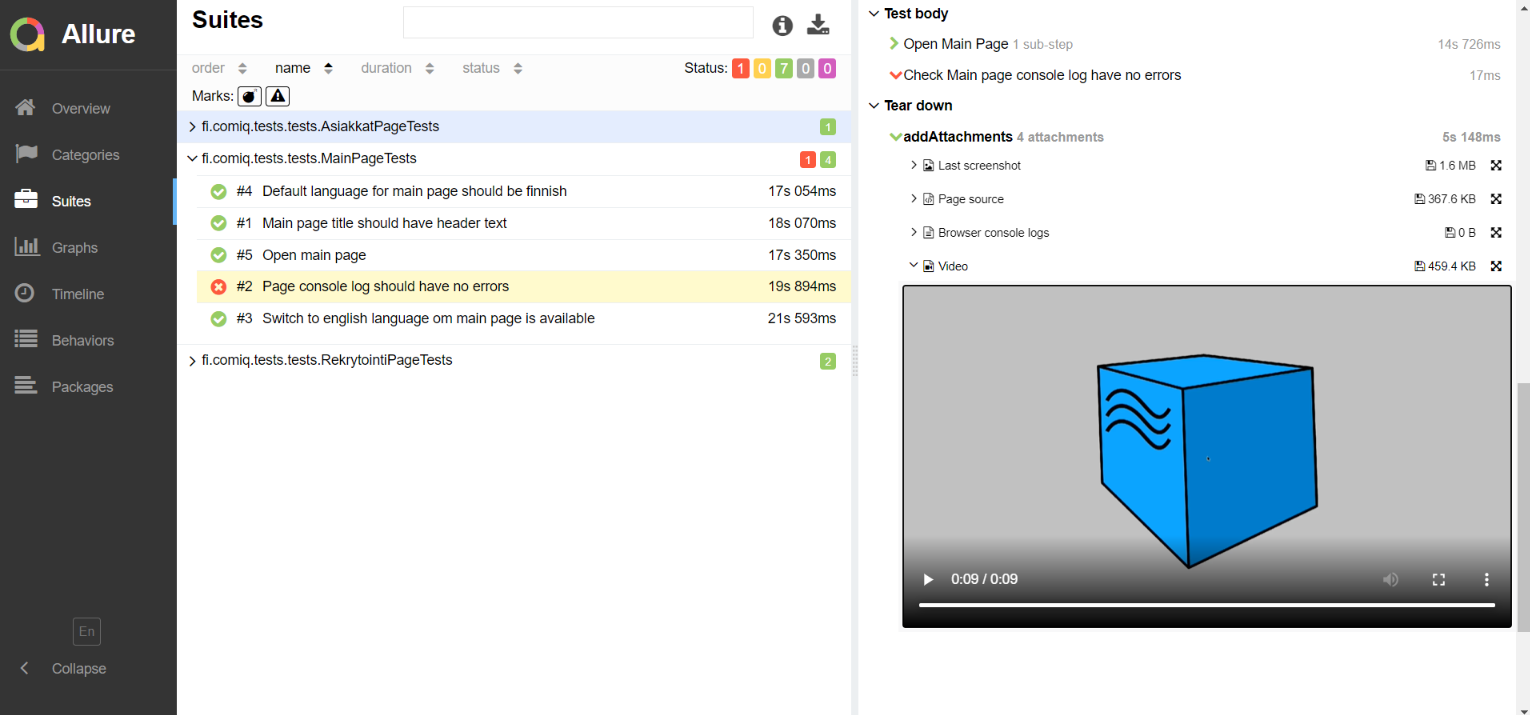 Allure
Overview
Categories
Suites
Graphs
Timeline
Behaviors
Packages
En
Collapse
Suites
order name duration status Status: 1 0 7 0 0
Marks:
fi.comiq.tests.tests.AsiakkatPageTests 1
fi.comiq.tests.tests.MainPageTests 1 4
#4 Default language for main page should be finnish 17s 054ms
#1 Main page title should have header text 18s 070ms
#5 Open main page 17s 350ms
#2 Page console log should have no errors 19s 894ms
#3 Switch to english language om main page is available 21s 593ms
fi.comiq.tests.tests.RekrytointiPageTests 2
Test body
Open Main Page 1 sub-step 14s 726ms
Check Main page console log have no errors 17ms
Tear down
addAttachments 4 attachments 5s 148ms
Last screenshot 1.6 MB
Page source 367.6 KB
Browser console logs 0 B
Video 459.4 KB
0:09 / 0:09